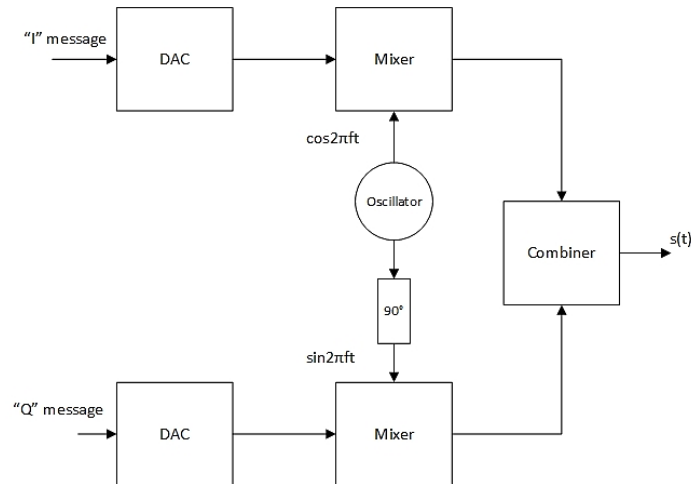 “I” message
DAC
Mixer
cos2πft
Oscillator
Combiner
s(t)
90°
sin2πft
“Q” message
DAC
Mixer